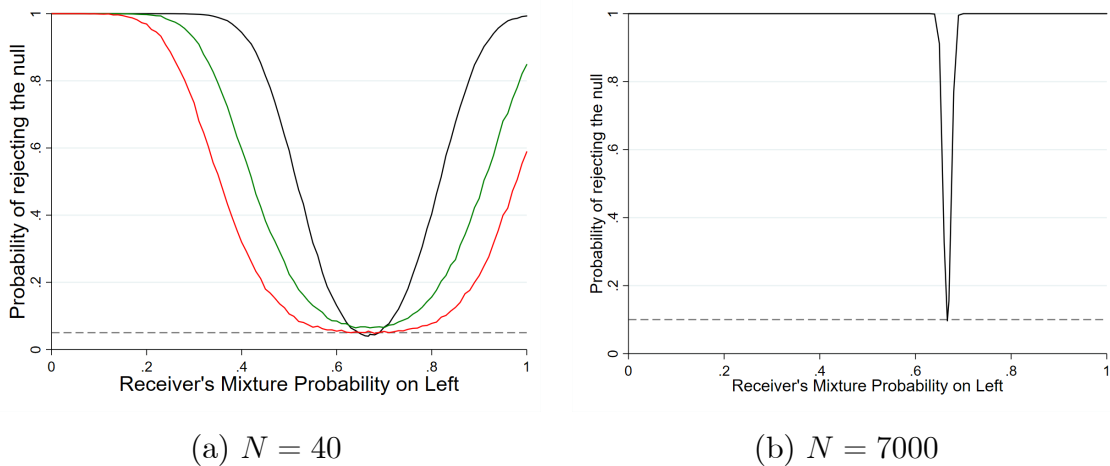 Probability of rejecting the null
1
.8
.6
.4
.2
0
0 .2 .4 .6 .8 1
Receiver's Mixture Probability on Left
(a) N = 40
Probability of rejecting the null
1
.8
.6
.4
.2
0
0 .2 .4 .6 .8 1
Receiver's Mixture Probability on Left
(b) N = 7000